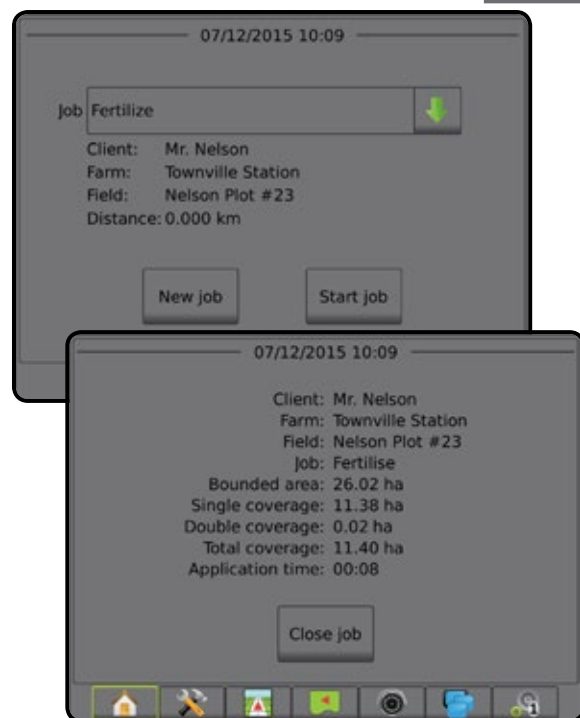 07/12/2015 10:09
Job Fertilize
Client: Mr. Nelson
Farm: Townville Station
Field: Nelson Plot #23
Distance: 0.000 km
New job Start job
07/12/2015 10:09
Client: Mr. Nelson
Farm: Townville Station
Field: Nelson Plot #23
Job: Fertilise
Bounded area: 26.02 ha
Single coverage: 11.38 ha
Double coverage: 0.02 ha
Total coverage: 11.40 ha
Application time: 00:08
Close job
1